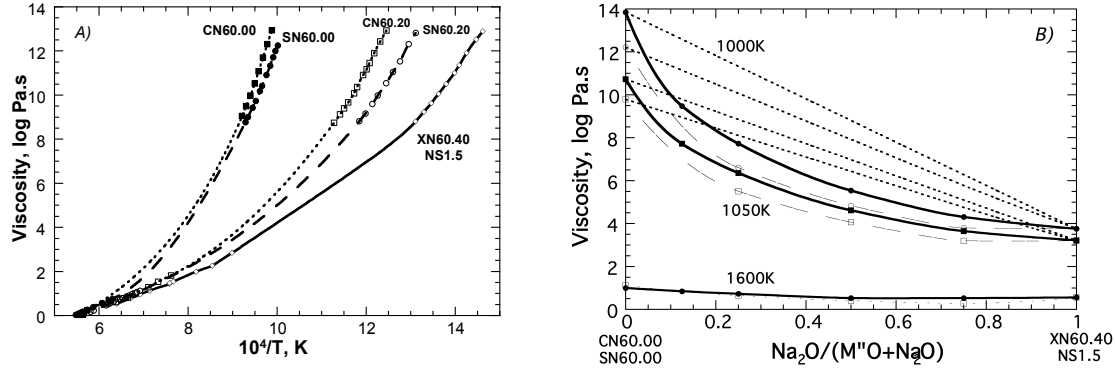 A)
CN60.00
SN60.00
CN60.20
SN60.20
XN60.40
NS1.5
Viscosity, log Pa.s
14
12
10
8
6
4
2
0
6
8
10
12
14
10⁴/T, K
B)
1000K
1050K
1600K
Viscosity, log Pa.s
14
12
10
8
6
4
2
0
0
0.2
0.4
0.6
0.8
1
CN60.00
SN60.00
Na₂O/(M"O+Na₂O)
XN60.40
NS1.5